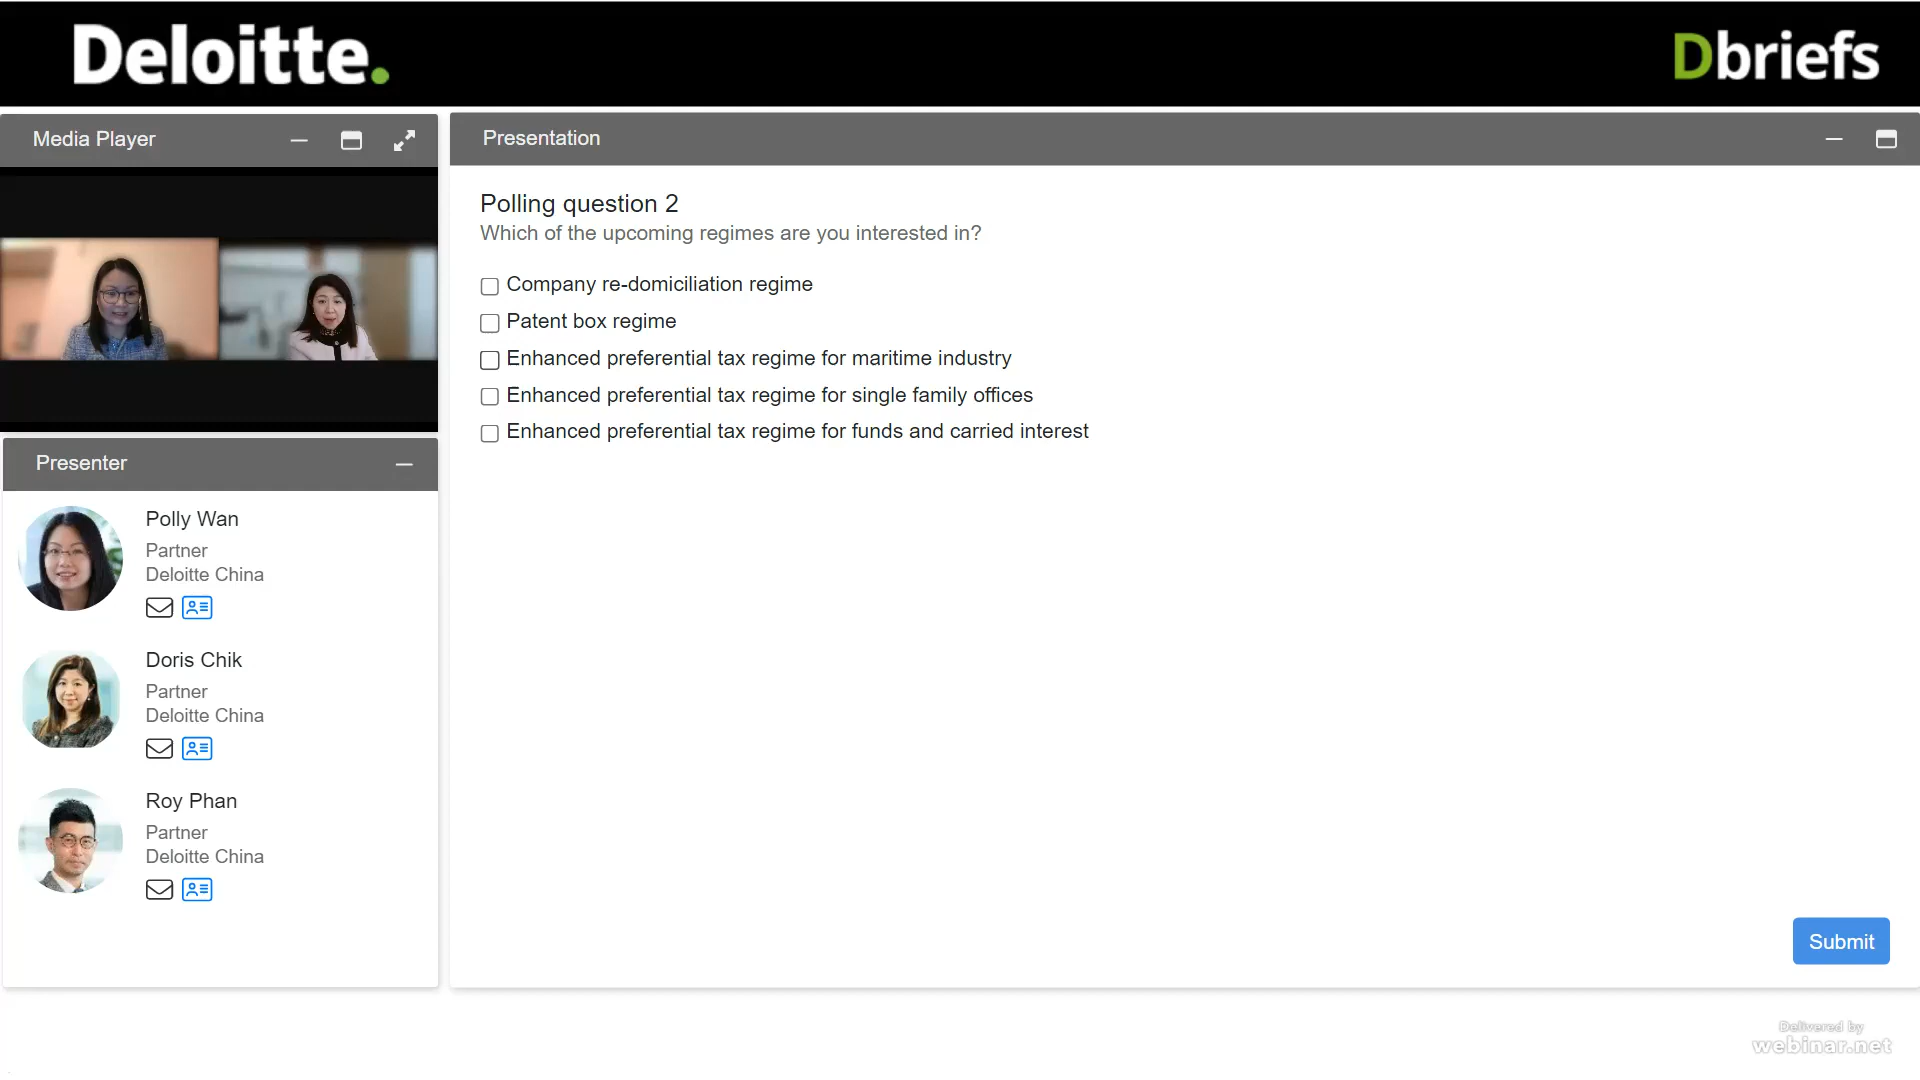 Deloitte.
Dbriefs
Media Player
Presenter
Polly Wan
Partner
Deloitte China
Doris Chik
Partner
Deloitte China
Roy Phan
Partner
Deloitte China
Presentation
Polling question 2
Which of the upcoming regimes are you interested in?
Company re-domiciliation regime
Patent box regime
Enhanced preferential tax regime for maritime industry
Enhanced preferential tax regime for single family offices
Enhanced preferential tax regime for funds and carried interest
Submit
Delivered by
webinar.net